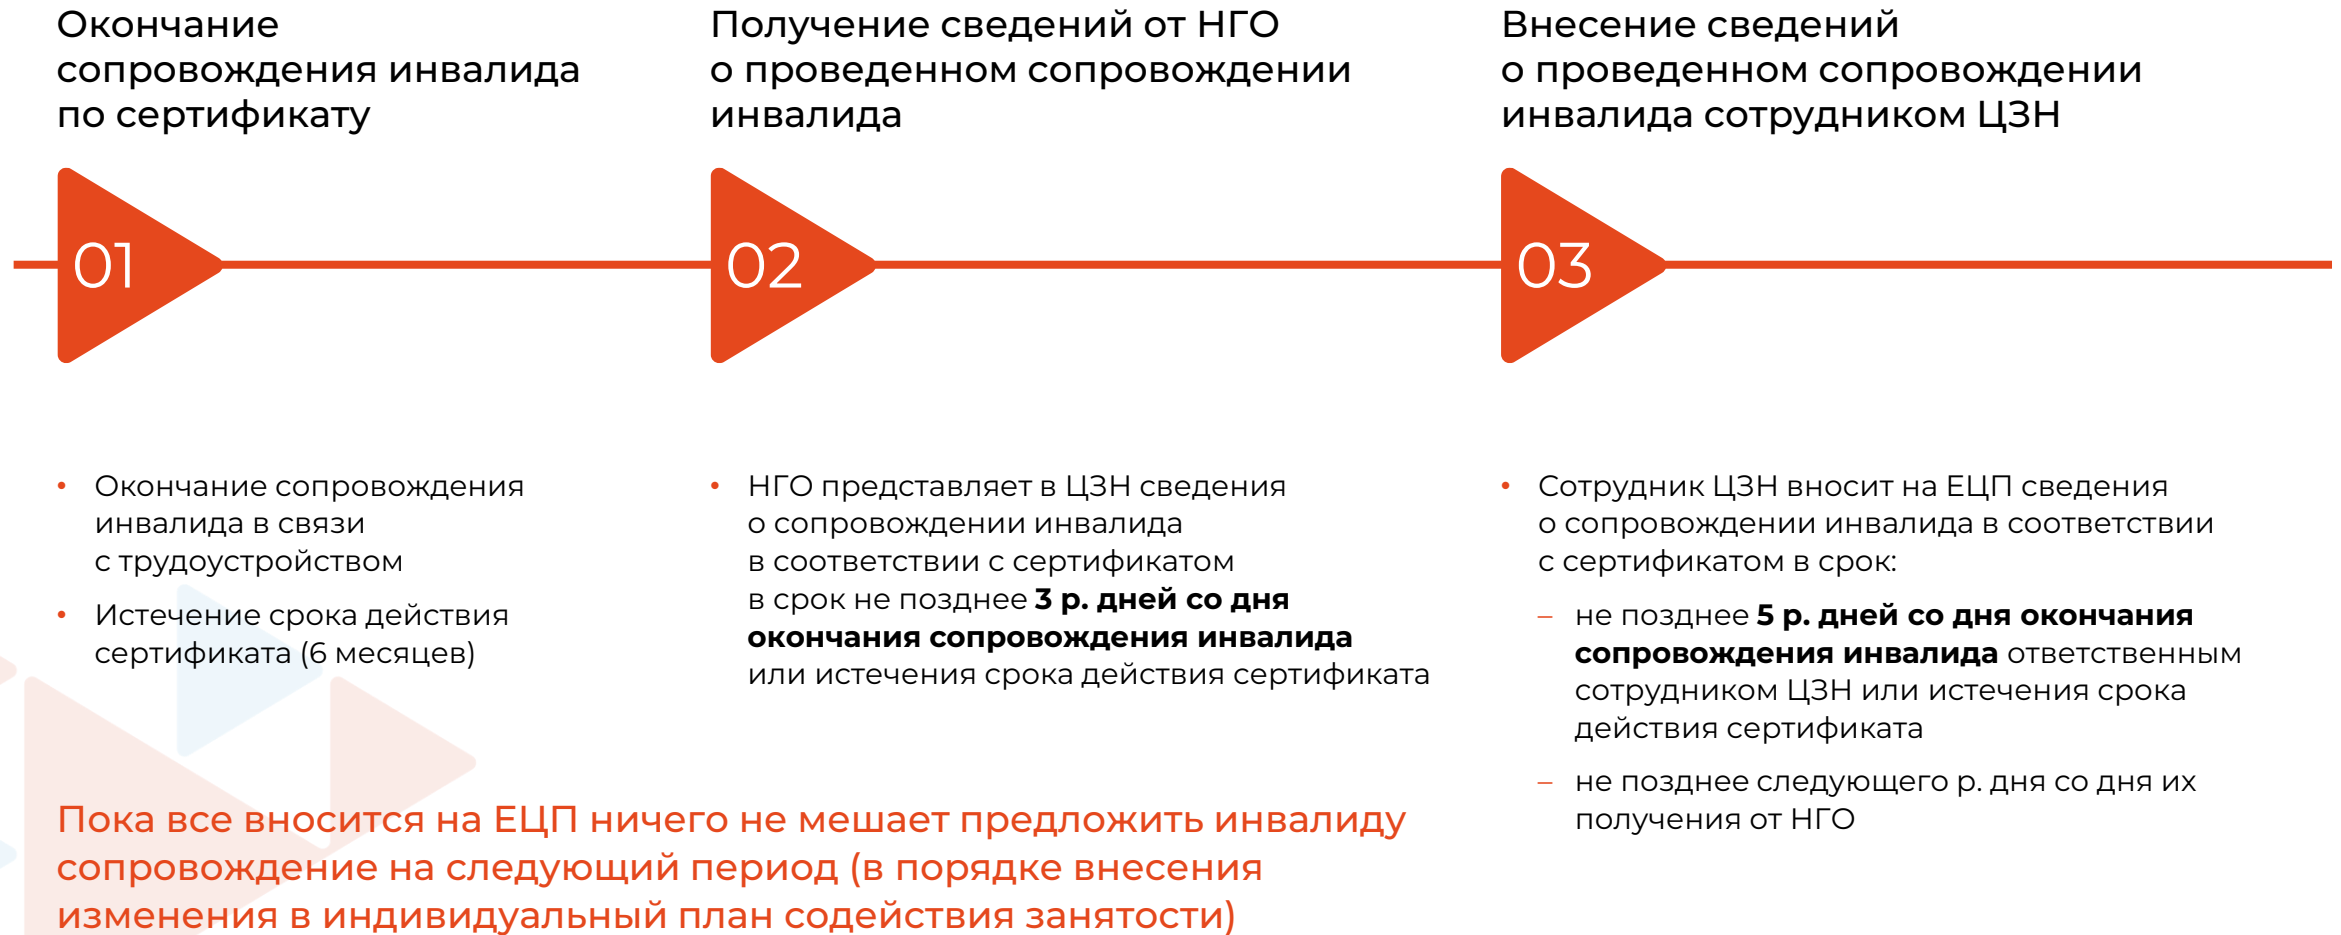 Окончание
сопровождения инвалида
по сертификату
Получение сведений от НГО
о проведенном сопровождении
инвалида
Внесение сведений
о проведенном сопровождении
инвалида сотрудником ЦЗН
01
02
03
• Окончание сопровождения
инвалида в связи
с трудоустройством
• Истечение срока действия
сертификата (6 месяцев)
• НГО представляет в ЦЗН сведения
о сопровождении инвалида
в соответствии с сертификатом
в срок не позднее 3 р. дней со дня
окончания сопровождения инвалида
или истечения срока действия сертификата
• Сотрудник ЦЗН вносит на ЕЦП сведения
о сопровождении инвалида в соответствии
с сертификатом в срок:
– не позднее 5 р. дней со дня окончания
сопровождения инвалида ответственным
сотрудником ЦЗН или истечения срока
действия сертификата
– не позднее следующего р. дня со дня их
получения от НГО
Пока все вносится на ЕЦП ничего не мешает предложить инвалиду
сопровождение на следующий период (в порядке внесения
изменения в индивидуальный план содействия занятости)